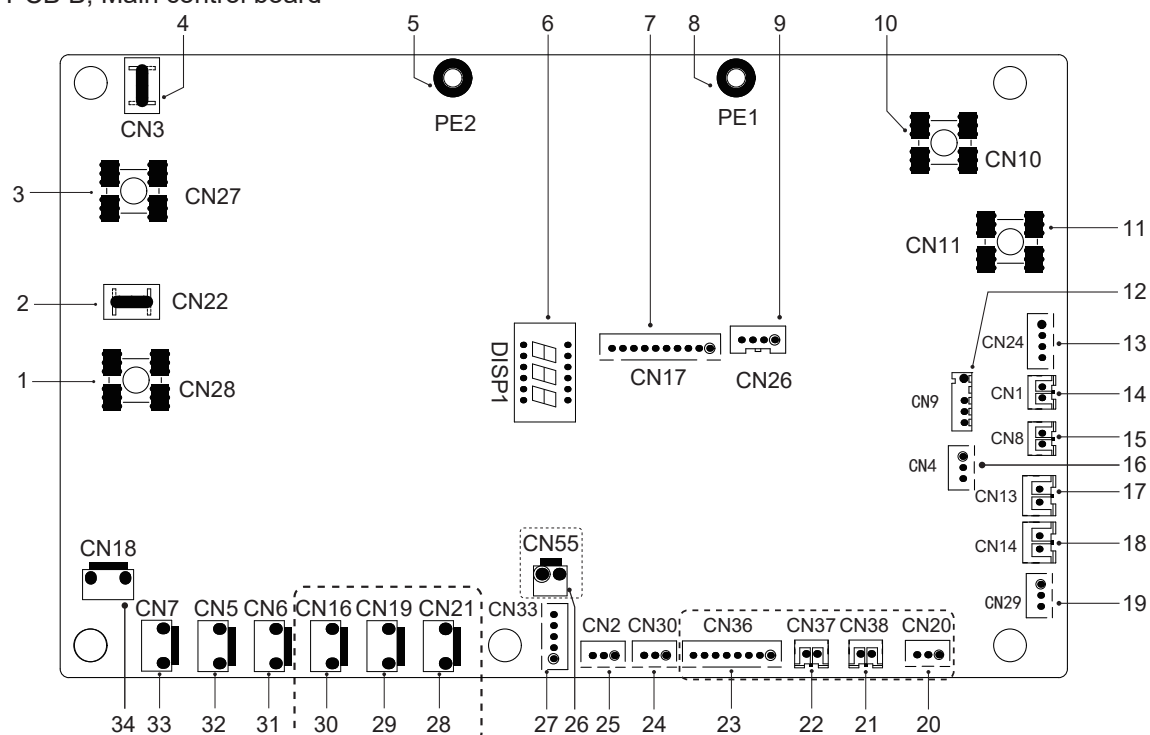 PCB B, Main control board
4 5 6 7 8 9 10
CN3 PE2 PE1
CN10
3 CN27
CN11 11
12
2 CN22
DISP1
CN17 CN26
CN24 13
1 CN28
CN9 CN1 14
CN8 15
CN4 16
CN13 17
CN14 18
CN18 CN55
CN29 19
CN7 CN5 CN6 CN16 CN19 CN21 CN33 CN2 CN30 CN36 CN37 CN38 CN20
34 33 32 31 30 29 28 27 26 25 24 23 22 21 20